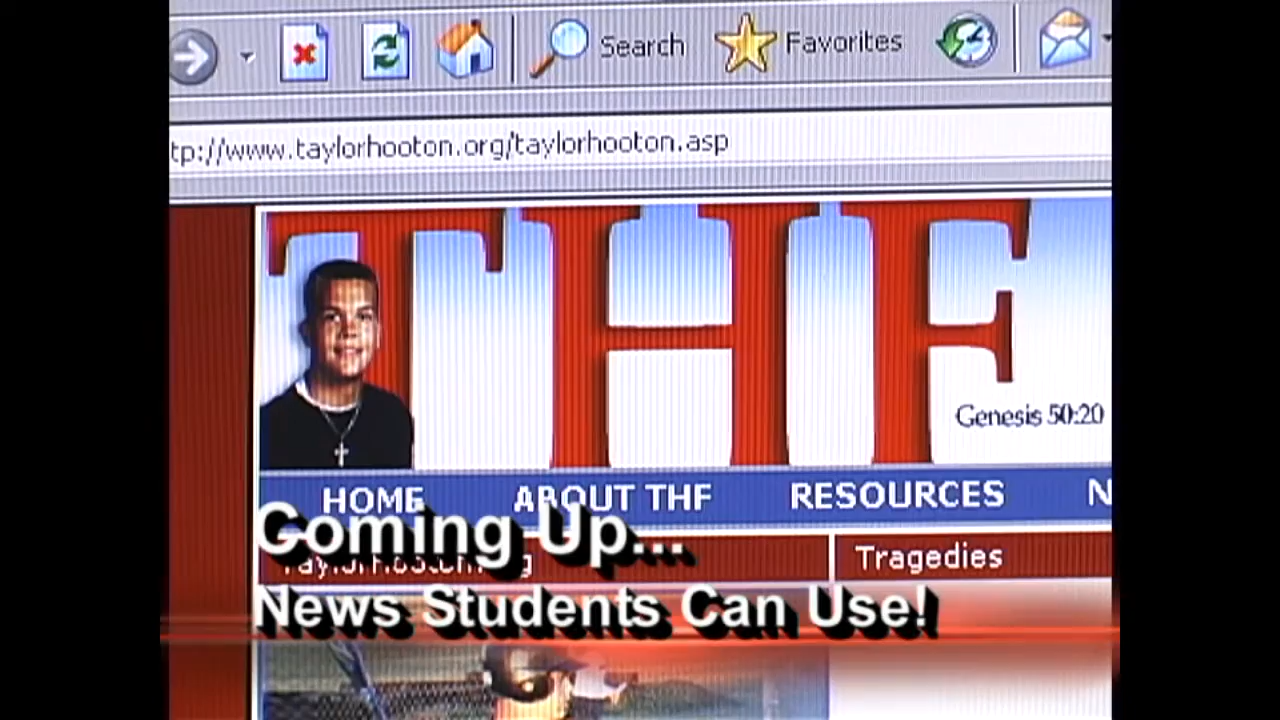 Search Favorites
tp://www.taylorhooton.org/taylorhooton.asp
THF
Genesis 50:20
HOME ABOUT THF RESOURCES N
Tragedies
Coming Up...
News Students Can Use!